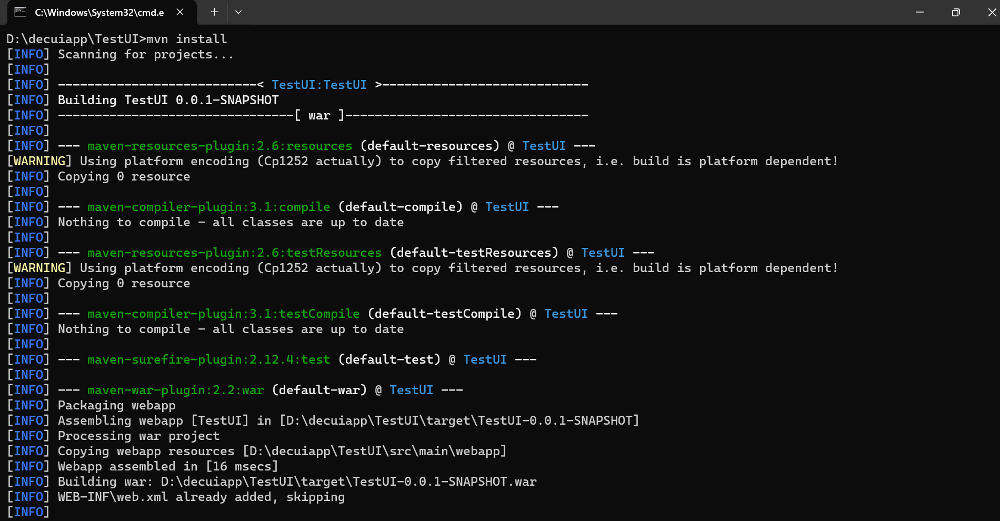 C:\Windows\System32\cmd.e
D:\decuiapp\TestUI>mvn install
[INFO] Scanning for projects...
[INFO]
[INFO] ---------------------------< TestUI:TestUI >----------------------------
[INFO] Building TestUI 0.0.1-SNAPSHOT
[INFO] --------------------------------[ war ]---------------------------------
[INFO]
[INFO] --- maven-resources-plugin:2.6:resources (default-resources) @ TestUI ---
[WARNING] Using platform encoding (Cp1252 actually) to copy filtered resources, i.e. build is platform dependent!
[INFO] Copying 0 resource
[INFO]
[INFO] --- maven-compiler-plugin:3.1:compile (default-compile) @ TestUI ---
[INFO] Nothing to compile - all classes are up to date
[INFO]
[INFO] --- maven-resources-plugin:2.6:testResources (default-testResources) @ TestUI ---
[WARNING] Using platform encoding (Cp1252 actually) to copy filtered resources, i.e. build is platform dependent!
[INFO] Copying 0 resource
[INFO]
[INFO] --- maven-compiler-plugin:3.1:testCompile (default-testCompile) @ TestUI ---
[INFO] Nothing to compile - all classes are up to date
[INFO]
[INFO] --- maven-surefire-plugin:2.12.4:test (default-test) @ TestUI ---
[INFO]
[INFO] --- maven-war-plugin:2.2:war (default-war) @ TestUI ---
[INFO] Packaging webapp
[INFO] Assembling webapp [TestUI] in [D:\decuiapp\TestUI\target\TestUI-0.0.1-SNAPSHOT]
[INFO] Processing war project
[INFO] Copying webapp resources [D:\decuiapp\TestUI\src\main\webapp]
[INFO] Webapp assembled in [16 msecs]
[INFO] Building war: D:\decuiapp\TestUI\target\TestUI-0.0.1-SNAPSHOT.war
[INFO] WEB-INF\web.xml already added, skipping
[INFO]